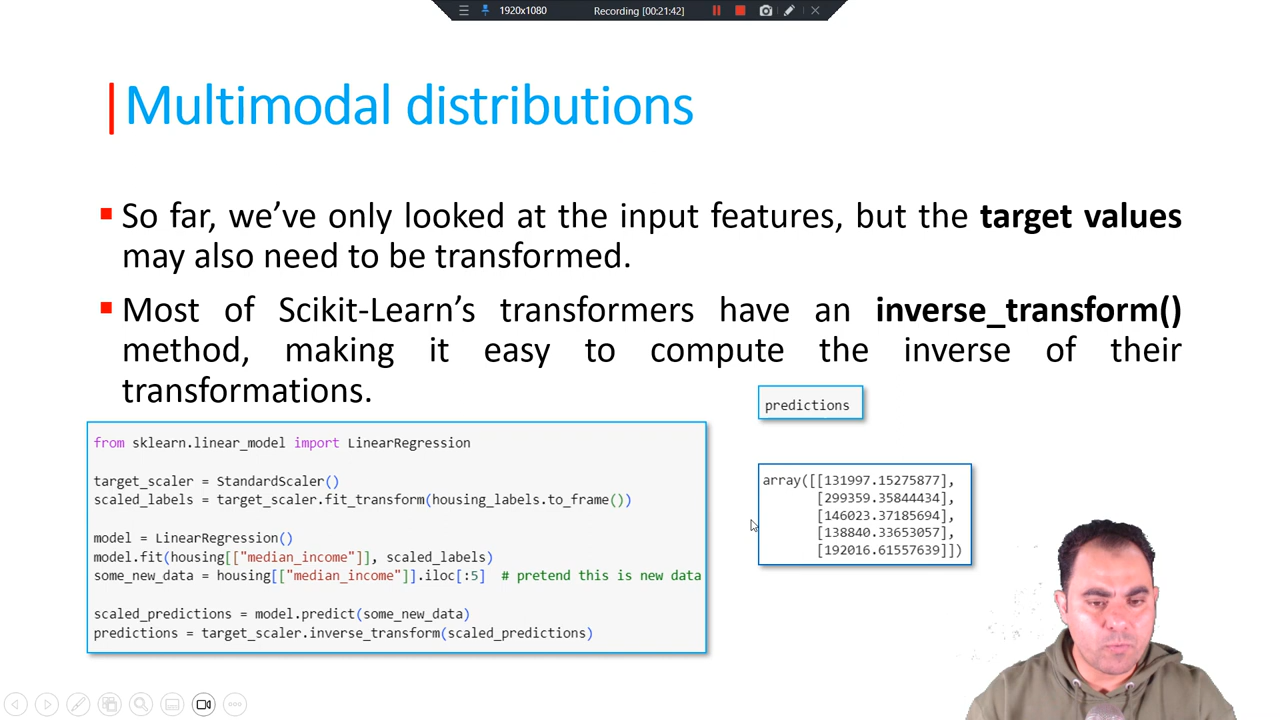 1920x1080
Recording [00:21:42]
Multimodal distributions
So far, we’ve only looked at the input features, but the target values
may also need to be transformed.
Most of Scikit-Learn’s transformers have an inverse_transform()
method, making it easy to compute the inverse of their
transformations.
from sklearn.linear_model import LinearRegression
target_scaler = StandardScaler()
scaled_labels = target_scaler.fit_transform(housing_labels.to_frame())
model = LinearRegression()
model.fit(housing[["median_income"]], scaled_labels)
some_new_data = housing[["median_income"]].iloc[:5]  # pretend this is new data
scaled_predictions = model.predict(some_new_data)
predictions = target_scaler.inverse_transform(scaled_predictions)
predictions
array([[131997.15275877],
[299359.35844434],
[146023.37185694],
[138840.33653057],
[192016.61557639]])